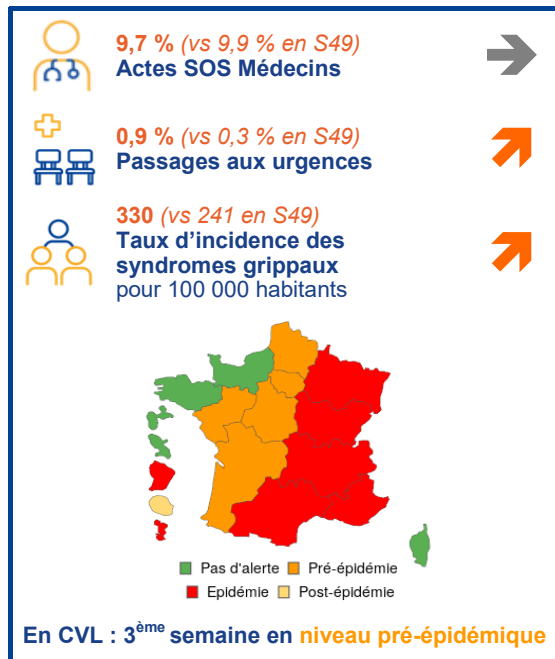 9,7 % (vs 9,9 % en S49)
Actes SOS Médecins
0,9 % (vs 0,3 % en S49)
Passages aux urgences
330 (vs 241 en S49)
Taux d’incidence des
syndromes grippaux
pour 100 000 habitants
Pas d'alerte Pré-épidémie
Epidémie Post-épidémie
En CVL : 3ème semaine en niveau pré-épidémique